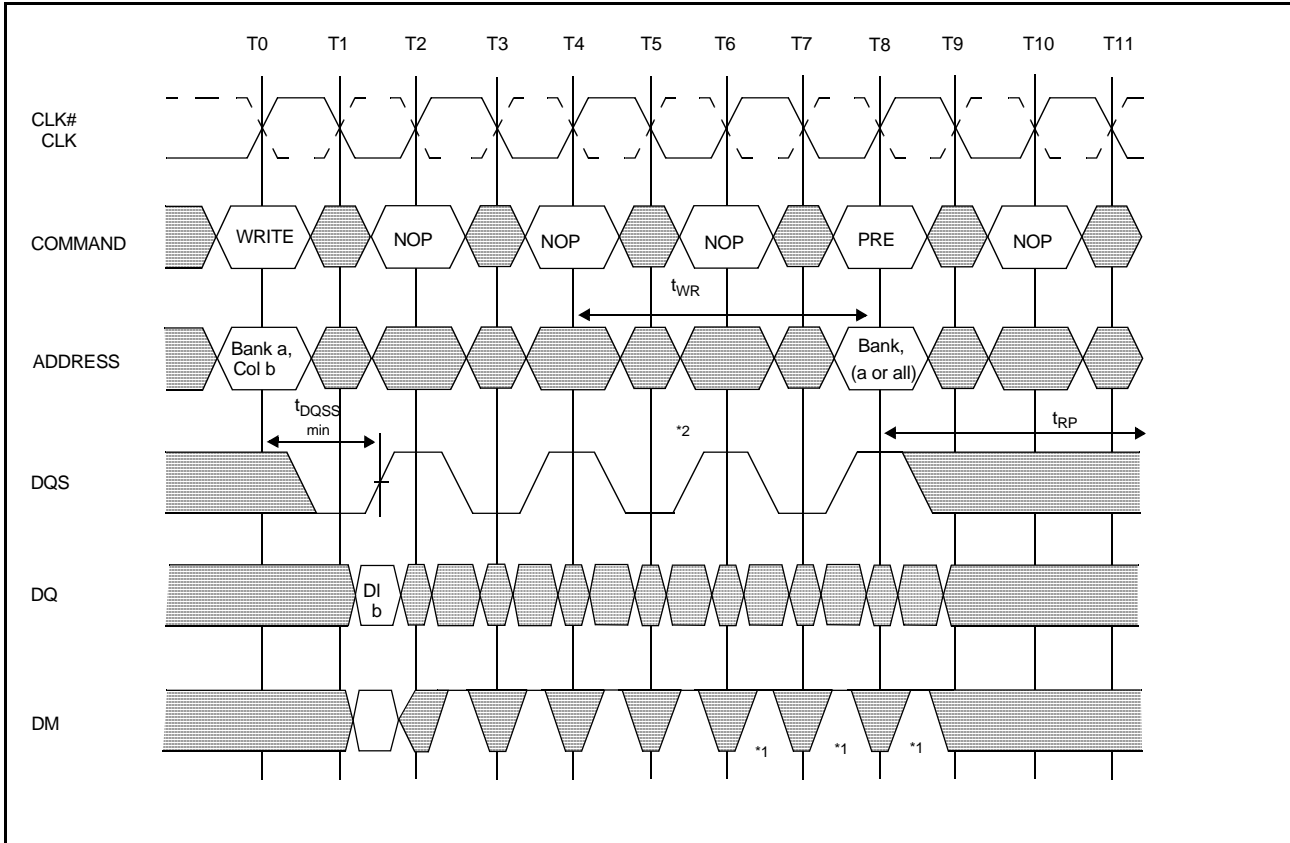 T0 T1 T2 T3 T4 T5 T6 T7 T8 T9 T10 T11
CLK#
CLK
COMMAND WRITE NOP NOP NOP PRE NOP
tWR
ADDRESS Bank a, Bank,
Col b (a or all)
tDQSS
min *2 tRP
DQS
DQ DI
b
DM
*1 *1 *1